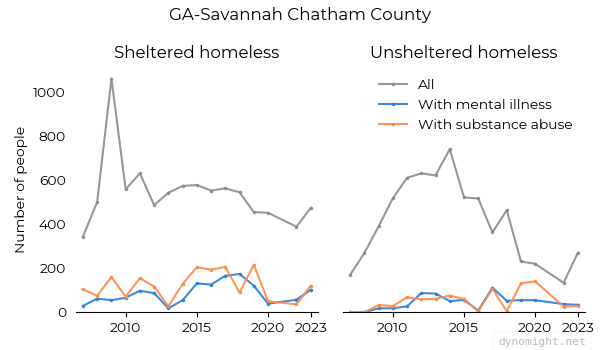 GA-Savannah Chatham County
Sheltered homeless
Unsheltered homeless
Number of people
1000
800
600
400
200
0
All
With mental illness
With substance abuse
2010 2015 2020 2023
2010 2015 2020 2023
dynomight.net